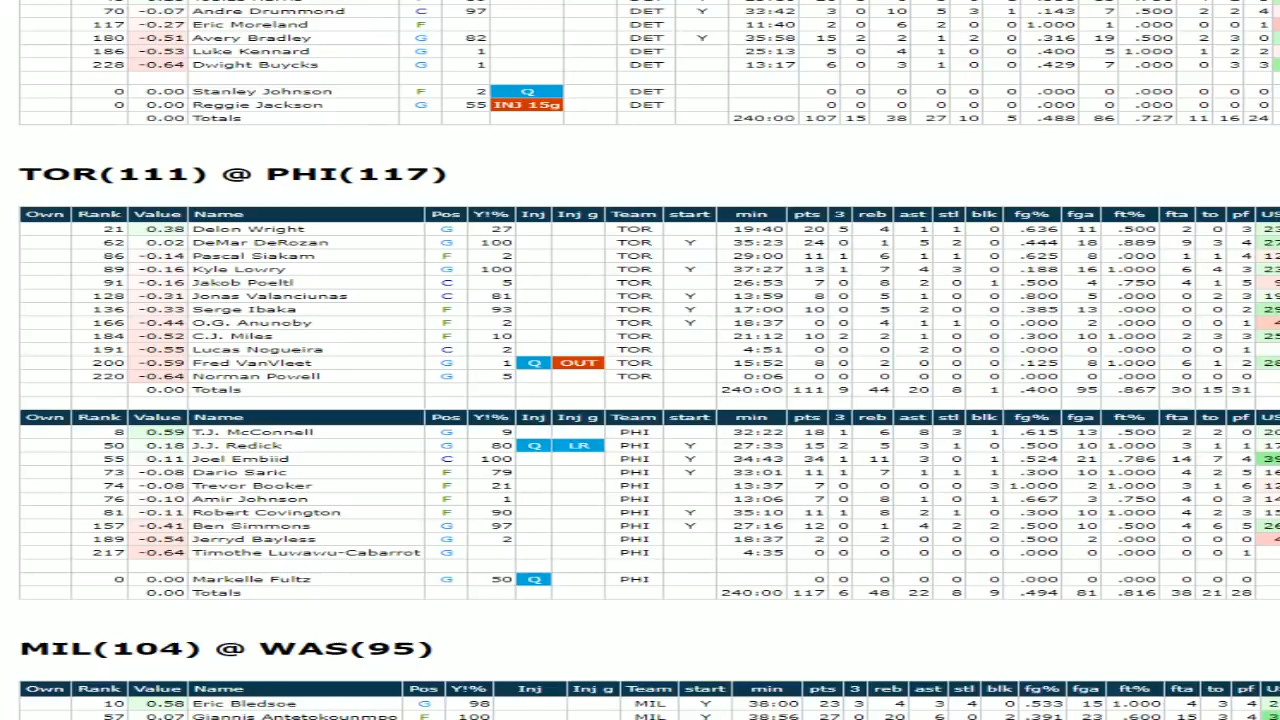 70 -0.07 Andre Drummond C 97 DET Y .143 7 .500 2 2
117 -0.27 Eric Moreland F DET 11:40 2 0 6 2 0 0 1.000 1 .000 0 0 1
180 -0.51 Avery Bradley G 82 DET Y 35:58 15 2 2 1 2 0 .316 19 .500 2 3 0
186 -0.53 Luke Kennard G 1 DET 25:13 5 0 4 1 0 0 .400 5 1.000 1 2 2
228 -0.64 Dwight Buycks G 1 DET 13:17 6 0 3 1 0 0 .429 7 .000 0 3 3
0 0.00 Stanley Johnson F 2 Q DET 0 0 0 0 0 0 .000 0 .000 0 0 0
0 0.00 Reggie Jackson G 55 INJ 15g DET 0 0 0 0 0 0 .000 0 .000 0 0 0
0.00 Totals 240:00 107 15 38 27 10 5 .488 86 .727 11 16 24
TOR(111) @ PHI(117)
Own Rank Value Name Pos Y!% Inj Inj g Team start min pts 3 reb ast stl blk fg% fga ft% fta to pf
21 0.38 Delon Wright G 27 TOR 19:40 20 5 4 1 1 0 .636 11 .500 2 0 3
62 0.02 DeMar DeRozan G 100 TOR Y 35:23 24 0 1 5 2 0 .444 18 .889 9 3 4
86 -0.14 Pascal Siakam F 2 TOR 29:00 11 1 6 1 1 0 .625 8 .000 1 1 4
89 -0.16 Kyle Lowry G 100 TOR Y 37:27 13 1 7 4 3 0 .188 16 1.000 6 4 3
91 -0.16 Jakob Poeltl C 5 TOR 26:53 7 0 8 2 0 1 .500 4 .750 4 1 5
128 -0.31 Jonas Valanciunas C 81 TOR Y 13:59 8 0 5 1 0 0 .800 5 .000 0 2 3
136 -0.33 Serge Ibaka F 93 TOR Y 17:00 10 0 5 2 0 0 .385 13 .000 0 1 2
166 -0.44 O.G. Anunoby F 2 TOR Y 18:37 0 0 4 1 1 0 .000 2 .000 0 0 1
184 -0.52 C.J. Miles F 10 TOR 21:12 10 2 2 1 0 0 .300 10 1.000 2 3 3
191 -0.55 Lucas Nogueira C 2 TOR 4:51 0 0 0 0 0 0 .000 0 .000 0 0 1
200 -0.59 Fred VanVleet G 1 Q OUT TOR 15:52 8 0 2 0 0 0 .125 8 1.000 6 1 2
220 -0.64 Norman Powell G 5 TOR 0:06 0 0 0 0 0 0 .000 0 .000 0 0 0
0.00 Totals 240:00 111 9 44 20 8 1 .400 95 .867 30 15 31
Own Rank Value Name Pos Y!% Inj Inj g Team start min pts 3 reb ast stl blk fg% fga ft% fta to pf
8 0.59 T.J. McConnell G 9 PHI 32:22 18 1 6 8 3 1 .615 13 .500 2 2 0
50 0.18 J.J. Redick G 80 Q LR PHI Y 27:33 15 2 5 3 1 0 .500 10 1.000 3 1 1
55 0.11 Joel Embiid C 100 PHI Y 34:43 34 1 11 3 0 1 .524 21 .786 14 7 4
73 -0.08 Dario Saric F 79 PHI Y 33:01 11 1 7 1 1 1 .300 10 1.000 4 2 5
74 -0.08 Trevor Booker F 21 PHI 13:37 7 0 0 0 0 3 1.000 2 1.000 3 1 6
76 -0.10 Amir Johnson F 1 PHI 13:06 7 0 8 1 0 1 .667 3 .750 4 0 3
81 -0.11 Robert Covington F 90 PHI Y 35:10 11 1 8 2 1 0 .300 10 1.000 4 2 3
157 -0.41 Ben Simmons G 97 PHI Y 27:16 12 0 1 4 2 2 .500 10 .500 4 6 5
189 -0.54 Jerryd Bayless G 2 PHI 18:37 2 0 2 0 0 0 .500 2 .000 0 0 0
217 -0.64 Timothe Luwawu-Cabarrot G PHI 4:35 0 0 0 0 0 0 .000 0 .000 0 0 1
0 0.00 Markelle Fultz G 50 Q PHI 0 0 0 0 0 0 .000 0 .000 0 0 0
0.00 Totals 240:00 117 6 48 22 8 9 .494 81 .816 38 21 28
MIL(104) @ WAS(95)
Own Rank Value Name Pos Y!% Inj Inj g Team start min pts 3 reb ast stl blk fg% fga ft% fta to pf
10 0.58 Eric Bledsoe G 98 MIL Y 38:00 23 3 4 3 4 0 .533 15 1.000 4 3 4
57 0.07 Giannis Antetokounmpo F 100 MIL Y 38:56 27 0 20 6 0 2 .391 23 .600 15 3 4